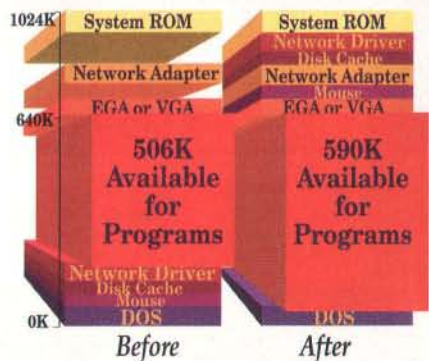 1024K
System ROM
Network Adapter
EGA or VGA
640K
506K
Available
for
Programs
Network Driver
Disk Cache
Mouse
DOS
0K
Before
System ROM
Network Driver
Disk Cache
Network Adapter
Mouse
EGA or VGA
590K
Available
for
Programs
DOS
After